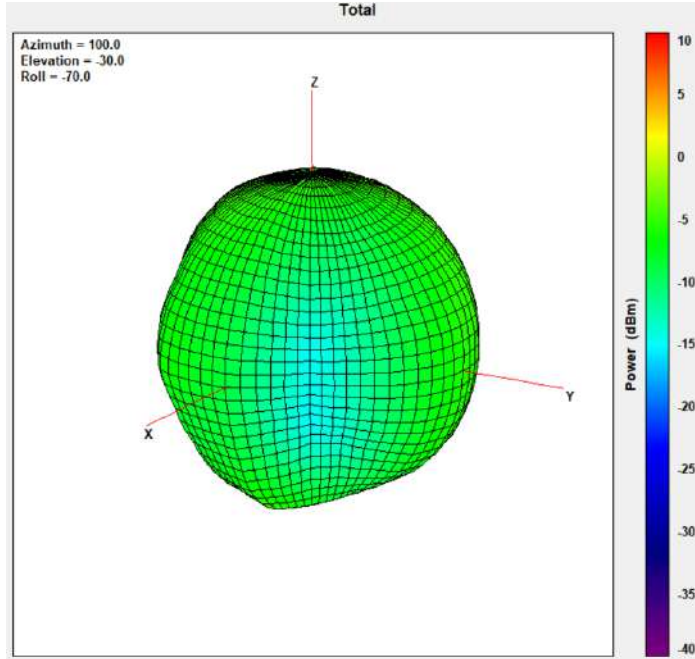 Total
Azimuth = 100.0
Elevation = -30.0
Roll = -70.0
Z
X
Y
10
5
0
-5
-10
-15
-20
-25
-30
-35
-40
Power (dBm)